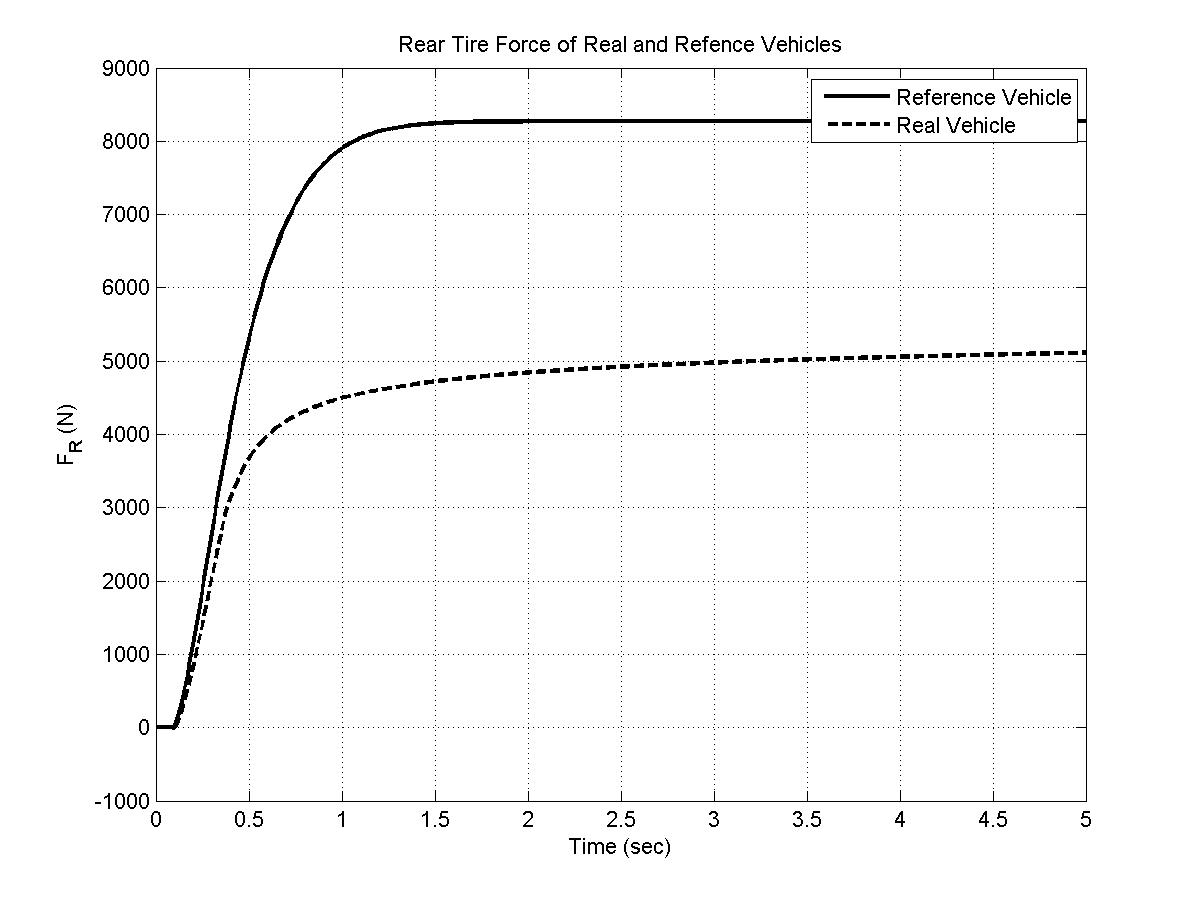 Rear Tire Force of Real and Refence Vehicles
9000
8000
7000
6000
5000
4000
3000
2000
1000
0
-1000
F_R (N)
Reference Vehicle
Real Vehicle
0 0.5 1 1.5 2 2.5 3 3.5 4 4.5 5
Time (sec)